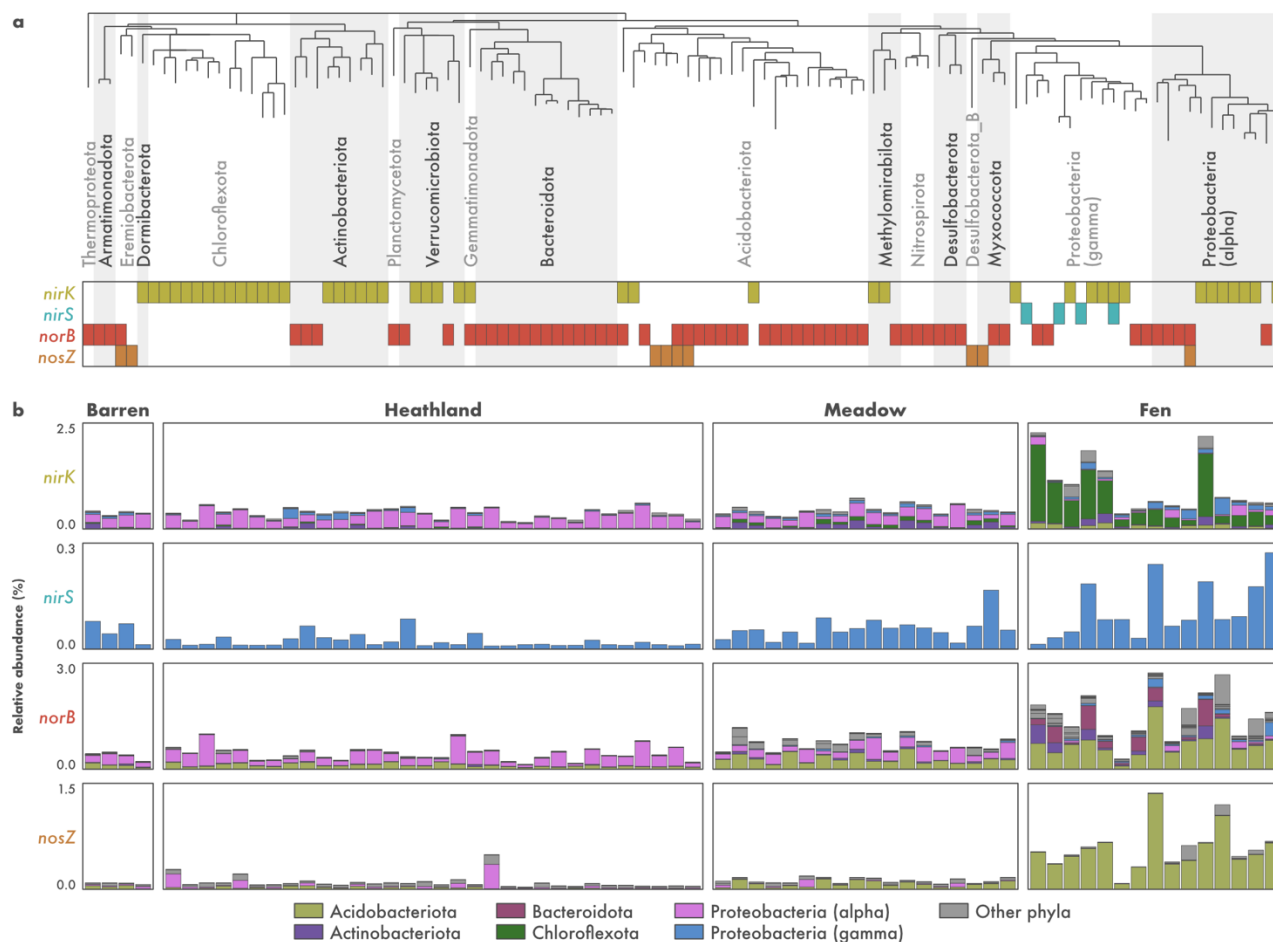 a
Thermoproteota
Armatimonadota
Eremiobacterota
Dormibacterota
Chloroflexota
Actinobacteriota
Planctomycetota
Verrucomicrobiota
Gemmatimonadota
Bacteroidota
Acidobacteriota
Methylomirabilota
Nitrospirota
Desulfobacterota
Desulfobacterota_B
Myxococcota
Proteobacteria
(gamma)
Proteobacteria
(alpha)
nirK
nirS
norB
nosZ
b
Barren Heathland Meadow Fen
Relative abundance (%)
2.5
nirK
0.0
0.3
nirS
0.0
3.0
norB
0.0
1.5
nosZ
0.0
Acidobacteriota Bacteroidota Proteobacteria (alpha) Other phyla
Actinobacteriota Chloroflexota Proteobacteria (gamma)